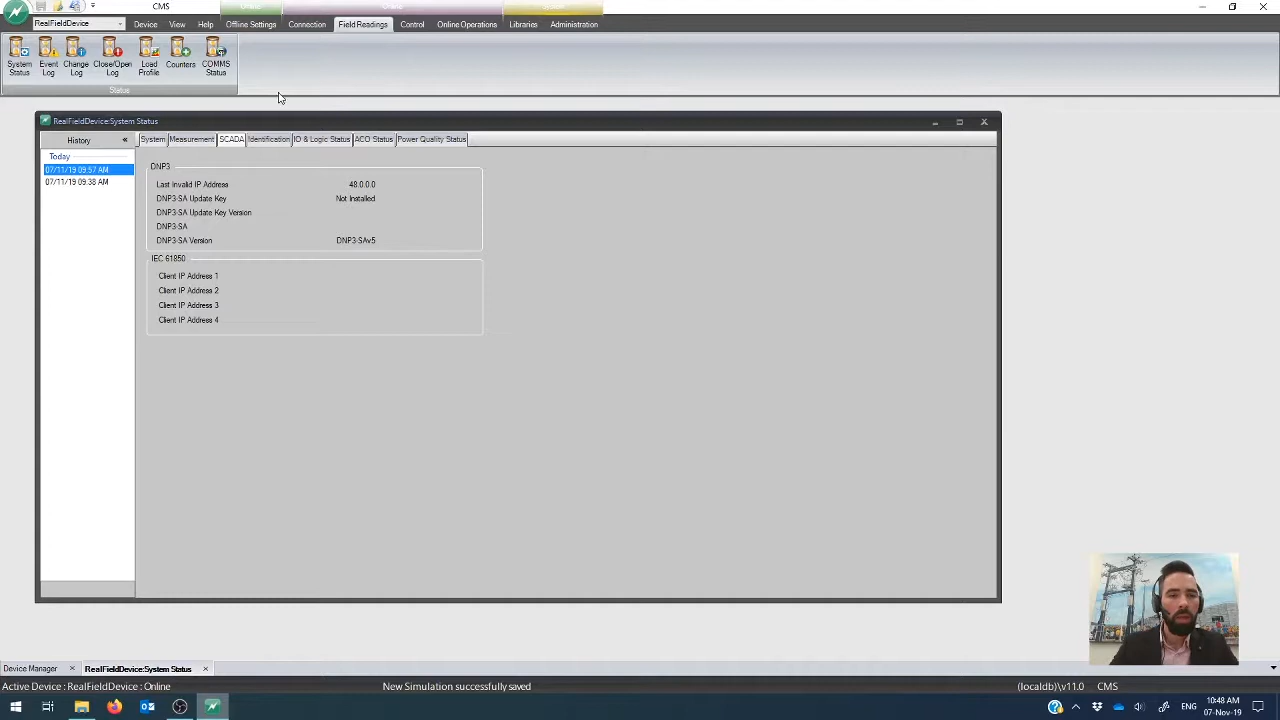 CMS
Online
RealFieldDevice Device View Help Offline Settings Connection Field Readings Control Online Operations Libraries Administration
System Status
Event Log
Change Log
Close/Open Log
Load Profile
Counters
COMMS Status
Status
RealFieldDevice:System Status
History «
System Measurement SCADA Identification IO & Logic Status ACO Status Power Quality Status
Today
07/11/19 09.57 AM
07/11/19 09.38 AM
DNP3
Last Invalid IP Address 48.0.0.0
DNP3-SA Update Key Not Installed
DNP3-SA Update Key Version
DNP3-SA
DNP3-SA Version DNP3-SAv5
IEC 61850
Client IP Address 1
Client IP Address 2
Client IP Address 3
Client IP Address 4
Device Manager RealFieldDevice:System Status
Active Device : RealFieldDevice : Online New Simulation successfully saved (localdb)\v11.0 CMS
ENG 10:48 AM
07-Nov-19